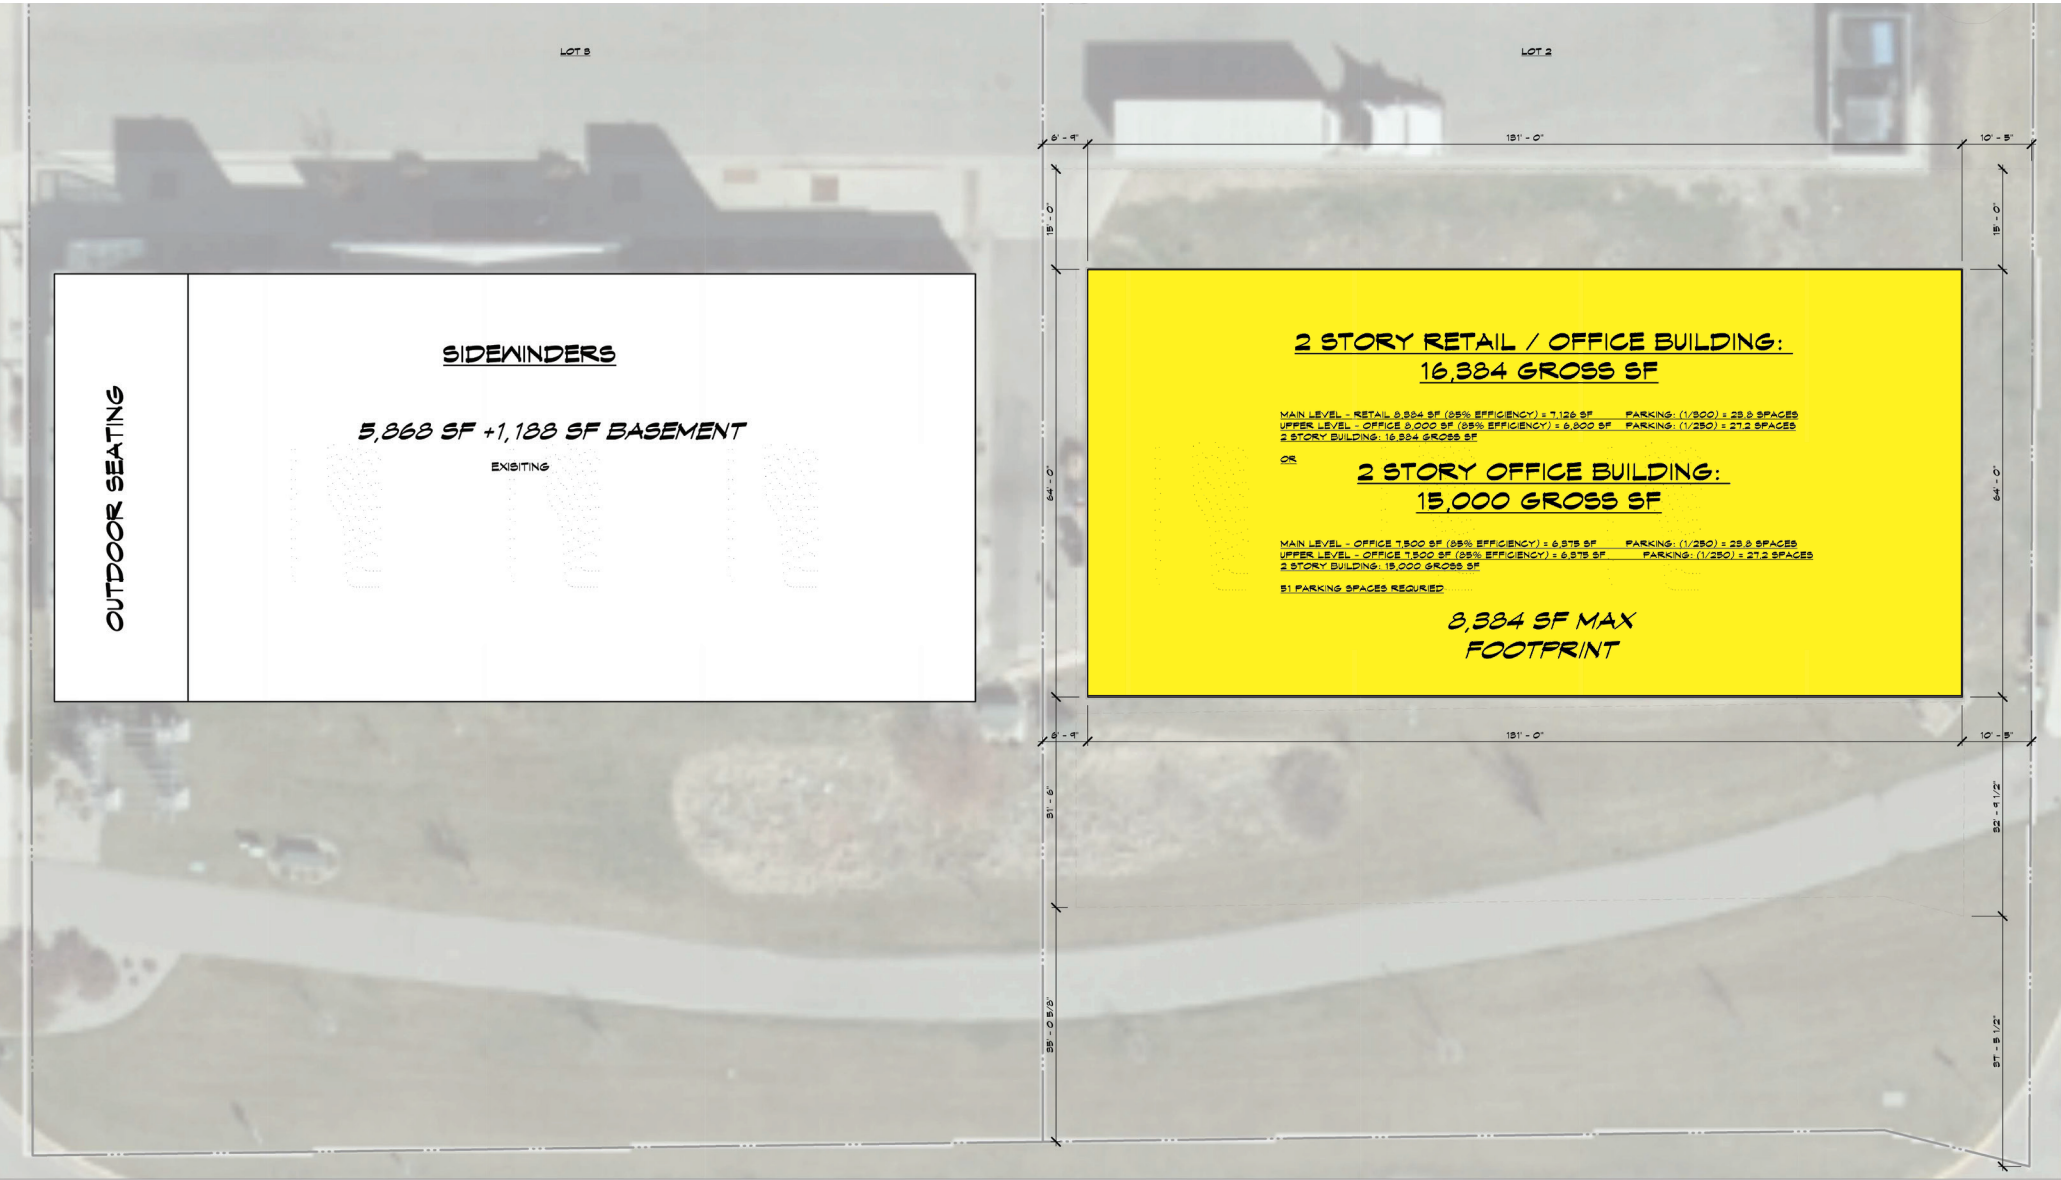 LOT 3
LOT 2
6' - 9"
131' - 0"
10' - 5"
15' - 0"
15' - 0"
OUTDOOR SEATING
SIDEWINDERS
5,868 SF +1,188 SF BASEMENT
EXISITING
2 STORY RETAIL / OFFICE BUILDING:
16,384 GROSS SF
MAIN LEVEL - RETAIL 8,384 SF (85% EFFICIENCY) = 7,126 SF PARKING: (1/300) = 23.8 SPACES
UPPER LEVEL - OFFICE 8,000 SF (85% EFFICIENCY) = 6,800 SF PARKING: (1/250) = 27.2 SPACES
2 STORY BUILDING: 16,384 GROSS SF
OR
2 STORY OFFICE BUILDING:
15,000 GROSS SF
MAIN LEVEL - OFFICE 7,500 SF (85% EFFICIENCY) = 6,375 SF PARKING: (1/250) = 23.8 SPACES
UPPER LEVEL - OFFICE 7,500 SF (85% EFFICIENCY) = 6,375 SF PARKING: (1/250) = 27.2 SPACES
2 STORY BUILDING: 15,000 GROSS SF
51 PARKING SPACES REQURIED
8,384 SF MAX
FOOTPRINT
64' - 0"
64' - 0"
6' - 9"
131' - 0"
10' - 5"
31' - 6"
32' - 9 1/2"
35' - 0 5/8"
37' - 5 1/2"